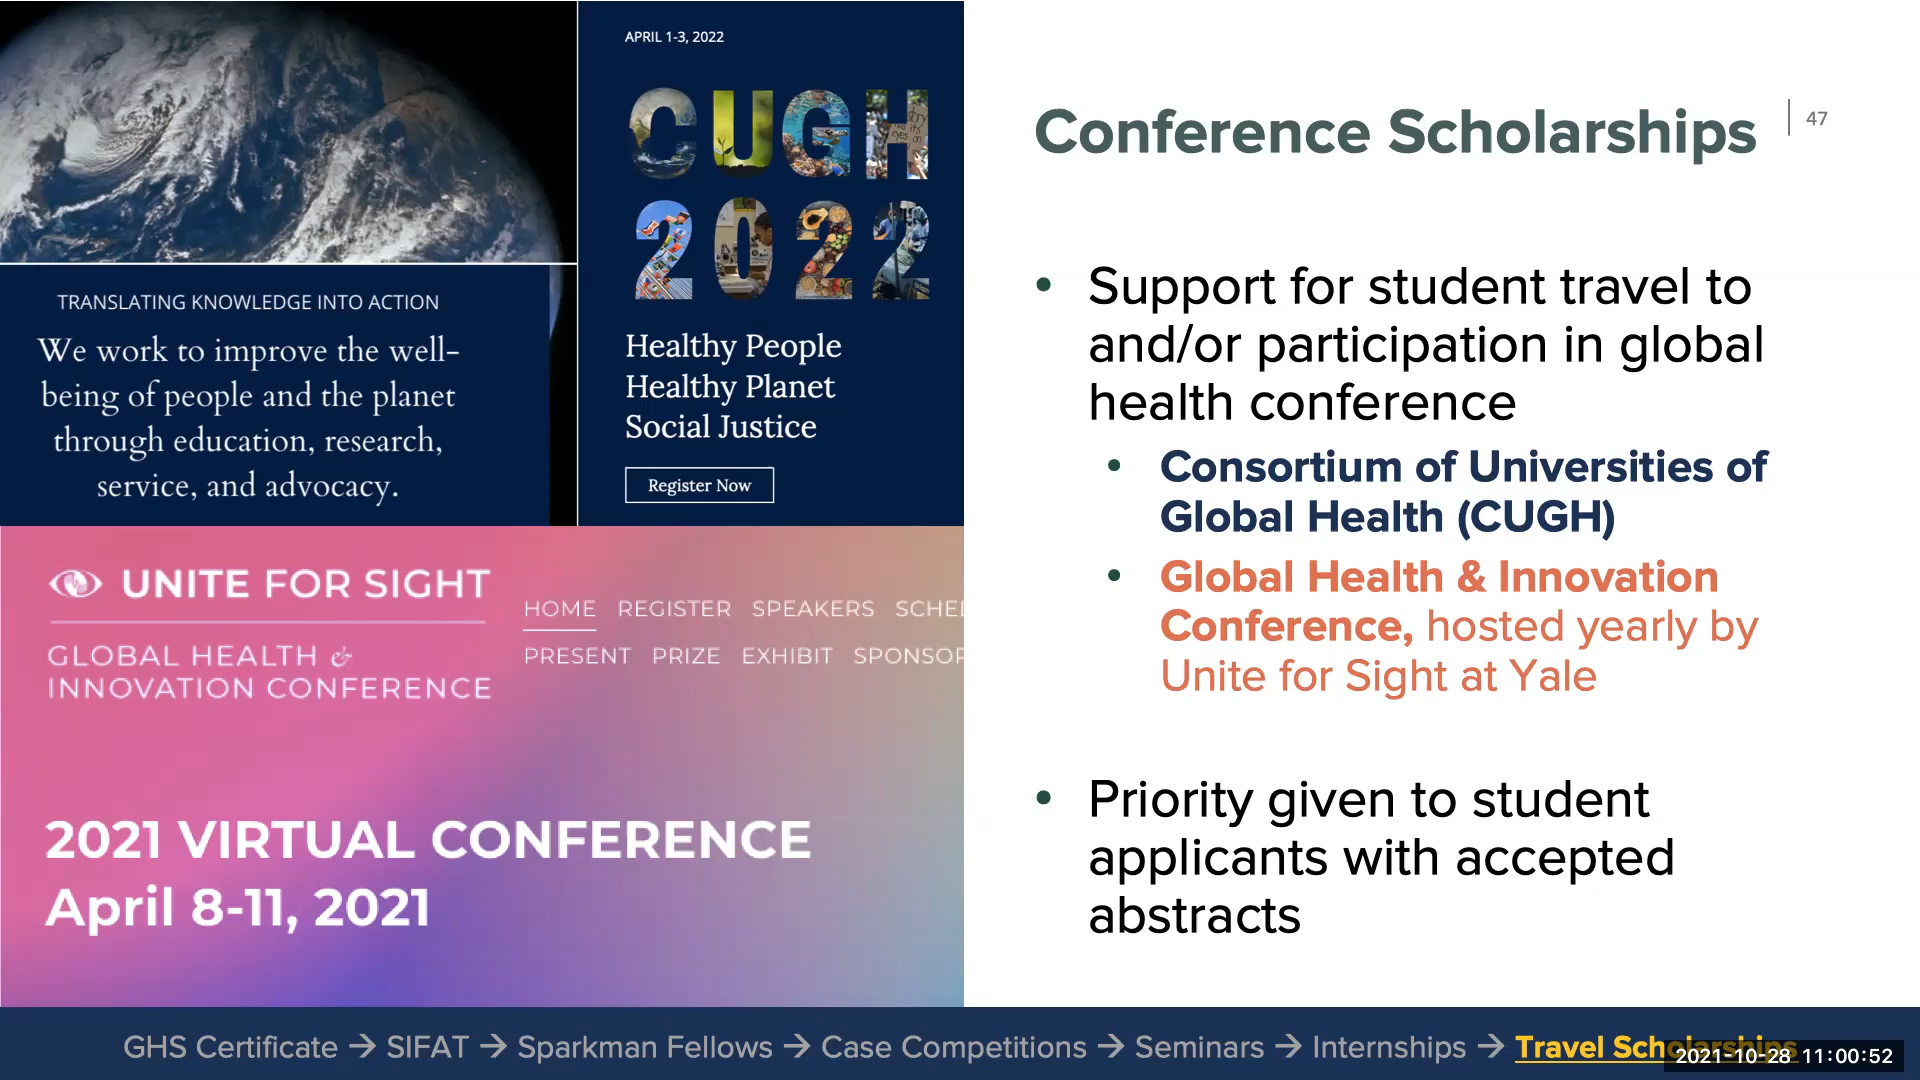 APRIL 1-3, 2022
CUGH
2022
TRANSLATING KNOWLEDGE INTO ACTION
We work to improve the well-
being of people and the planet
through education, research,
service, and advocacy.
Healthy People
Healthy Planet
Social Justice
Register Now
UNITE FOR SIGHT
GLOBAL HEALTH &
INNOVATION CONFERENCE
HOME REGISTER SPEAKERS
PRESENT PRIZE EXHIBIT
2021 VIRTUAL CONFERENCE
April 8-11, 2021
Conference Scholarships
47
• Support for student travel to
and/or participation in global
health conference
• Consortium of Universities of
Global Health (CUGH)
• Global Health & Innovation
Conference, hosted yearly by
Unite for Sight at Yale
• Priority given to student
applicants with accepted
abstracts
GHS Certificate → SIFAT → Sparkman Fellows → Case Competitions → Seminars → Internships → Travel Scholarships
2021-10-28 11:00:52